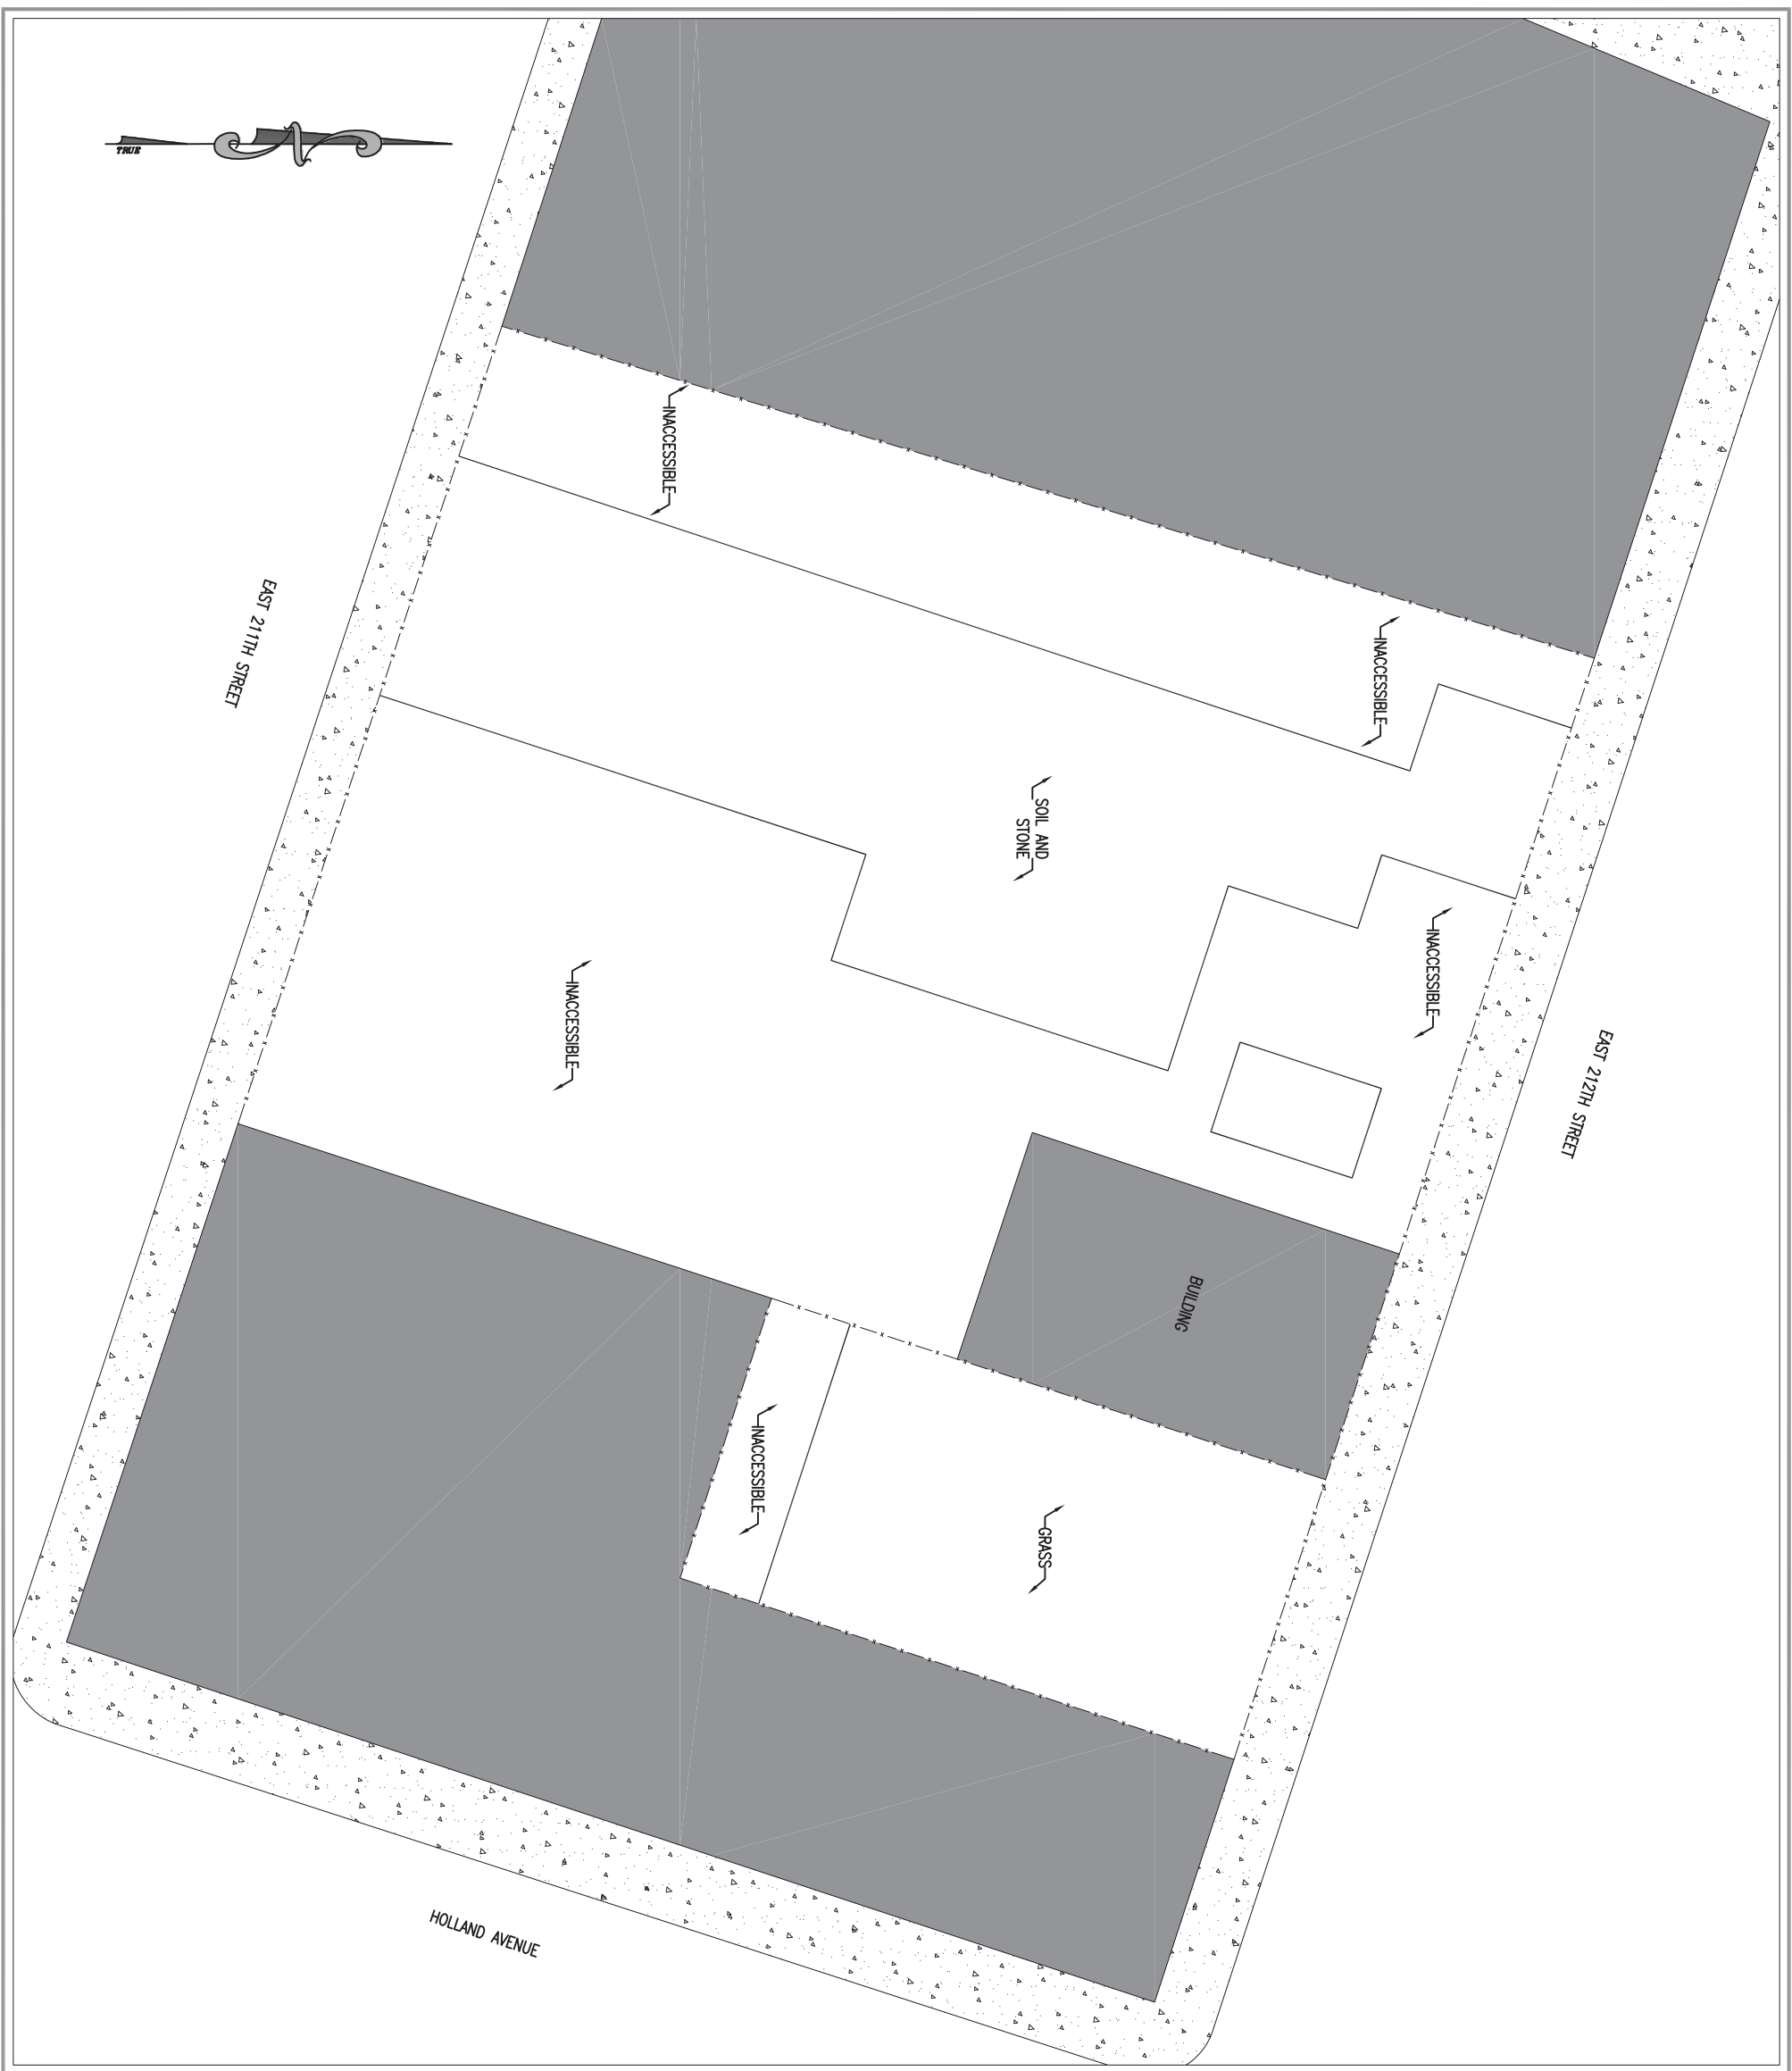 TRUE
INACCESSIBLE
EAST 211TH STREET
INACCESSIBLE
SOIL AND
STONE
INACCESSIBLE
INACCESSIBLE
EAST 212TH STREET
BUILDING
INACCESSIBLE
GRASS
HOLLAND AVENUE